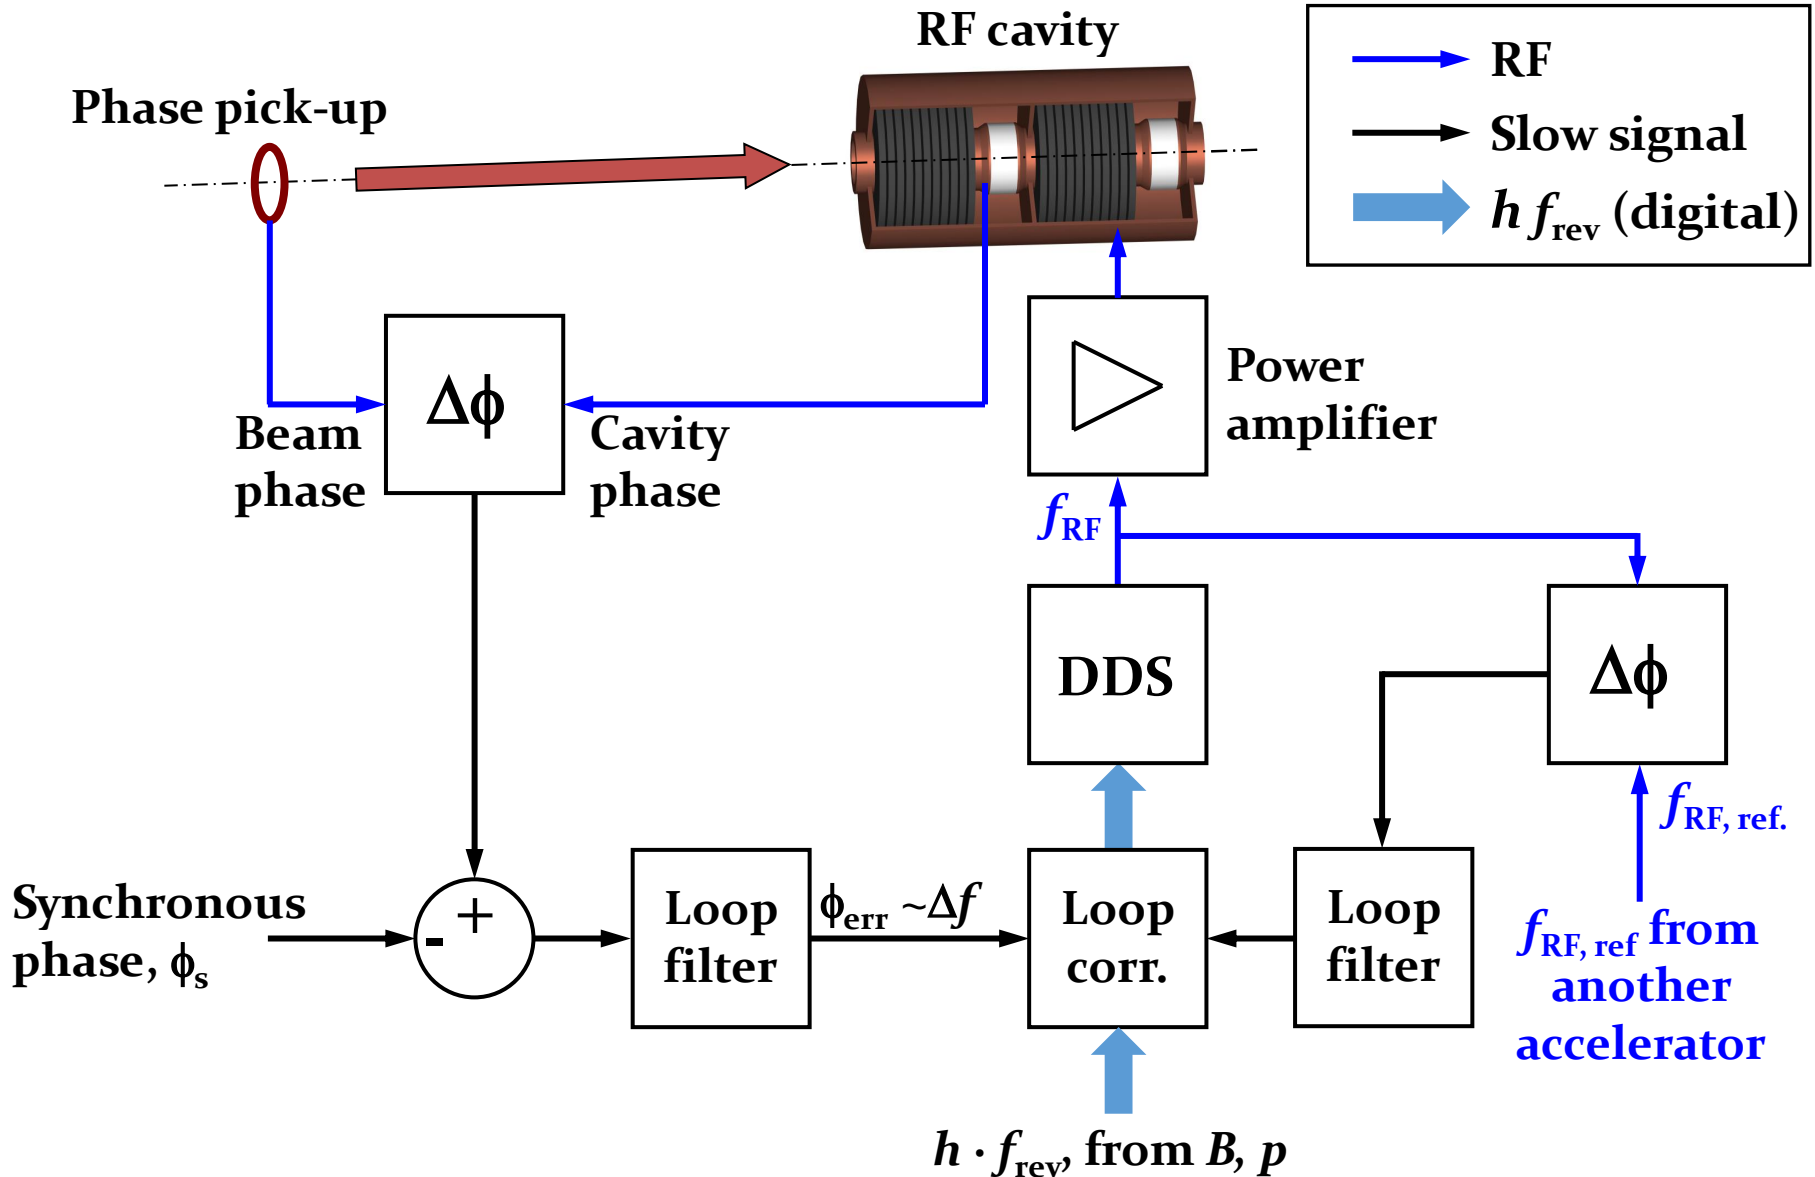 RF cavity
Phase pick-up
RF
Slow signal
h f_rev (digital)
Δϕ
Beam
phase
Cavity
phase
Power
amplifier
f_RF
DDS
Δϕ
f_RF, ref.
Synchronous
phase, ϕ_s
+
-
Loop
filter
ϕ_err ~Δf
Loop
corr.
Loop
filter
f_RF, ref from
another
accelerator
h · f_rev, from B, p